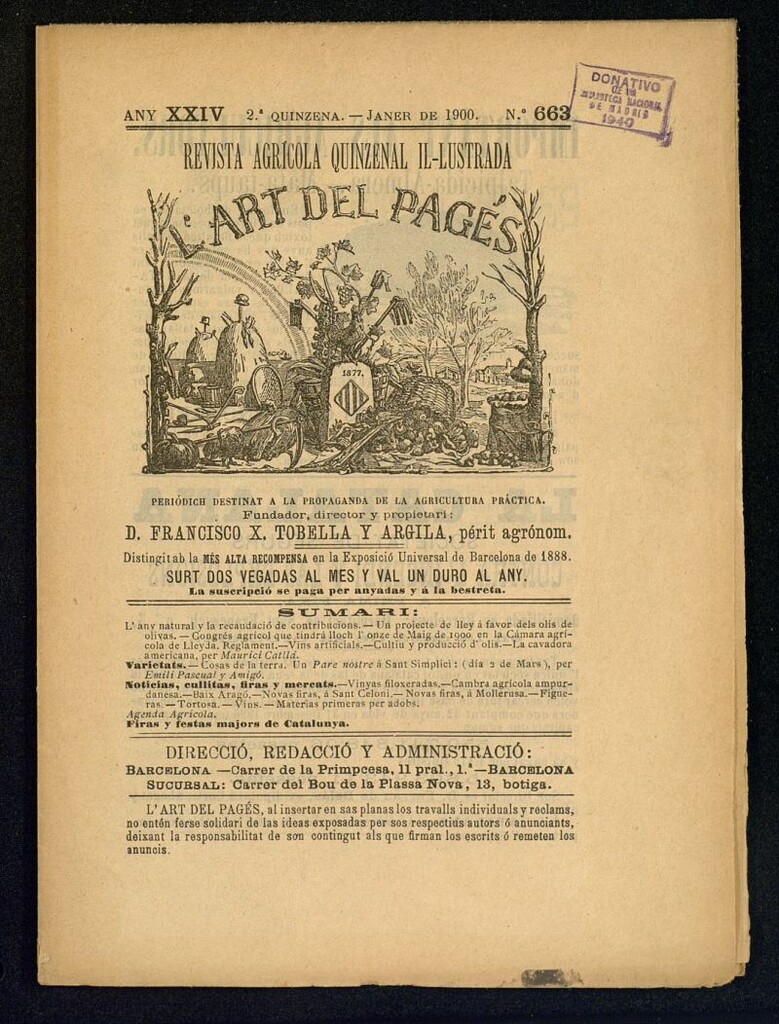 ANY XXIV 2.ª QUINZENA. — JANER DE 1900. N.º 663
DONATIVO
DE LA
NACIONAL
DE MADRID
1940
REVISTA AGRÍCOLA QUINZENAL IL-LUSTRADA
L'ART DEL PAGÉS
1877.
PERIÓDICH DESTINAT A LA PROPAGANDA DE LA AGRICULTURA PRÁCTICA.
Fundador, director y propietari:
D. FRANCISCO X. TOBELLA Y ARGILA, périt agrónom.
Distingit ab la MÉS ALTA RECOMPENSA en la Exposició Universal de Barcelona de 1888.
SURT DOS VEGADAS AL MES Y VAL UN DURO AL ANY.
La suscripció se paga per anyadas y á la bestreta.
SUMARI:
L'any natural y la recaudació de contribucions. — Un projecte de lley á favor dels olis de
olivas. — Congrés agrícol que tindrá lloch l'onze de Maig de 1900 en la Cámara agrí-
cola de Lleyda. Reglament.—Vins artificials.—Cultiu y producció d'olis.—La cavadora
americana, per Maurici Catllá.
Varietats.— Cosas de la terra. Un Pare nostre á Sant Simplici: (día 2 de Mars), per
Emili Pascual y Amigó.
Noticias, cullitas, firas y mercats.—Vinyas filoxeradas.—Cambra agrícola ampur-
danesa.—Baix Aragó.—Novas firas, á Sant Celoni.— Novas firas, á Mollerusa.— Figue-
ras. — Tortosa. — Vins. — Materias primeras per adobs.
Agenda Agrícola.
Firas y festas majors de Catalunya.
DIRECCIÓ, REDACCIÓ Y ADMINISTRACIÓ:
BARCELONA —Carrer de la Primpcesa, 11 pral., 1.ª—BARCELONA
SUCURSAL: Carrer del Bou de la Plassa Nova, 13, botiga.
L'ART DEL PAGÉS, al insertar en sas planas los travalls individuals y reclams,
no entén ferse solidari de las ideas exposadas per sos respectius autors ó anunciants,
deixant la responsabilitat de son contingut als que firman los escrits ó remeten los
anuncis.